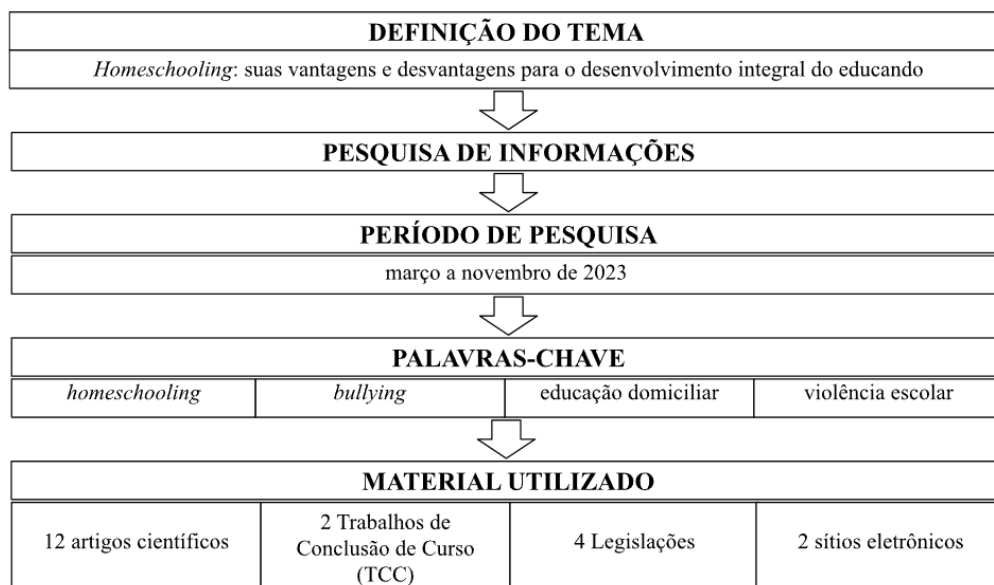 DEFINIÇÃO DO TEMA
Homeschooling: suas vantagens e desvantagens para o desenvolvimento integral do educando
PESQUISA DE INFORMAÇÕES
PERÍODO DE PESQUISA
março a novembro de 2023
PALAVRAS-CHAVE
homeschooling
bullying
educação domiciliar
violência escolar
MATERIAL UTILIZADO
12 artigos científicos
2 Trabalhos de
Conclusão de Curso
(TCC)
4 Legislações
2 sítios eletrônicos